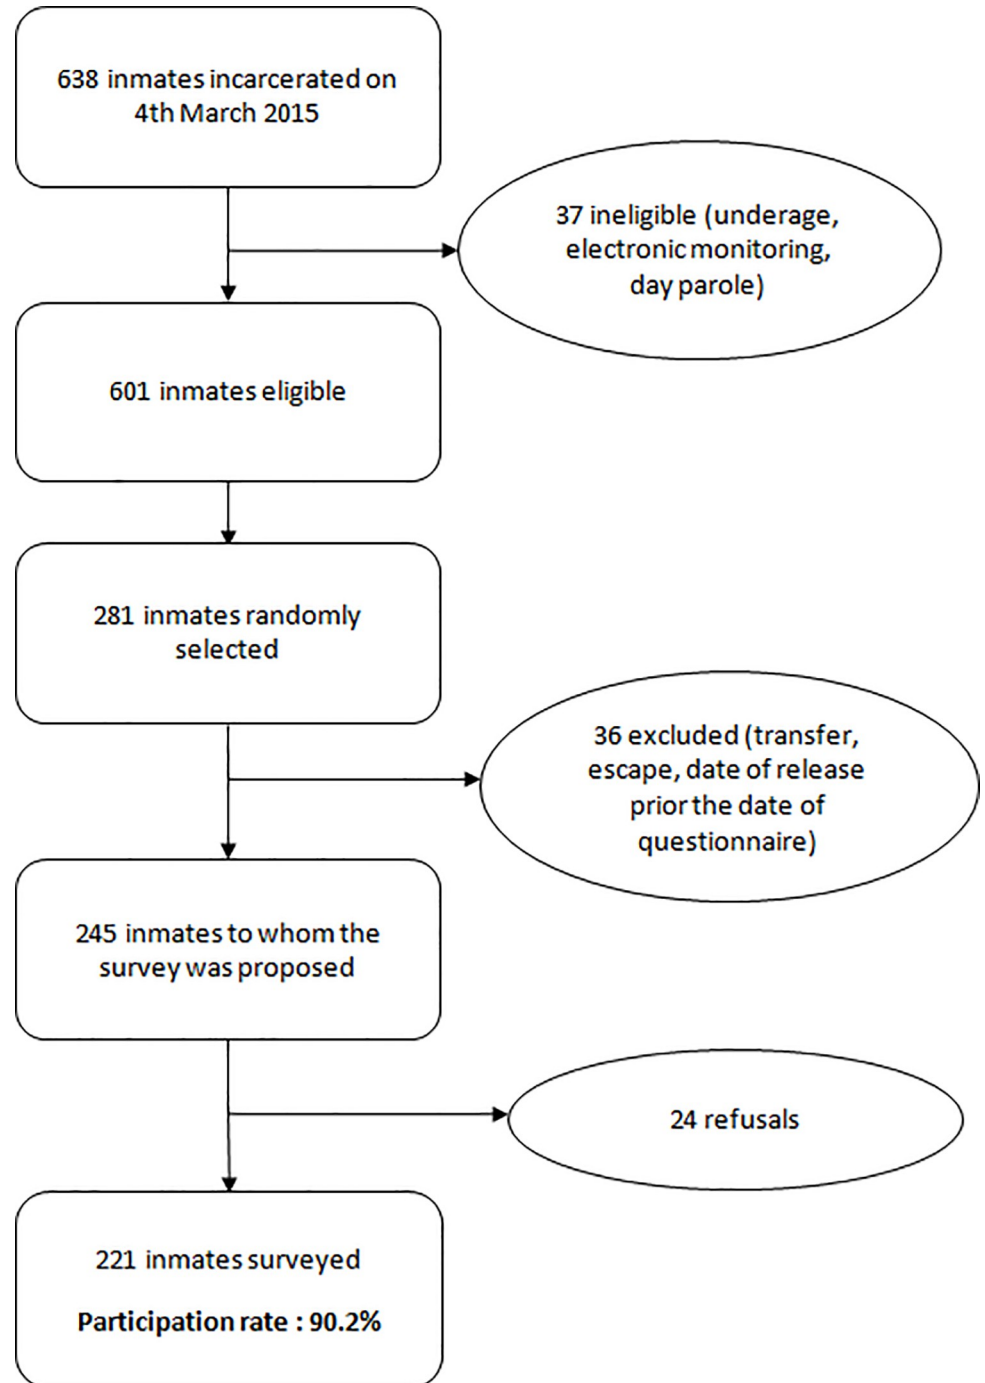 638 inmates incarcerated on
4th March 2015
37 ineligible (underage,
electronic monitoring,
day parole)
601 inmates eligible
281 inmates randomly
selected
36 excluded (transfer,
escape, date of release
prior the date of
questionnaire)
245 inmates to whom the
survey was proposed
24 refusals
221 inmates surveyed
Participation rate : 90.2%